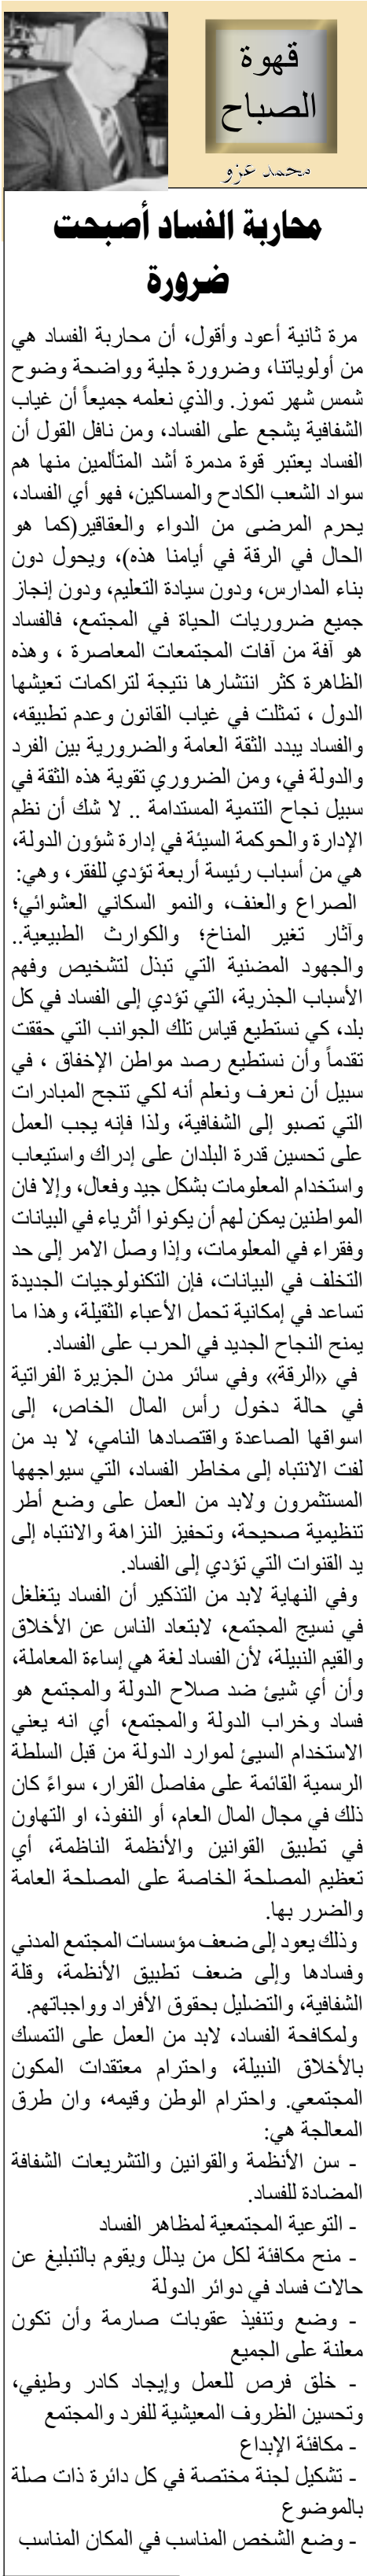 قهوة
الصباح
محمد عزو
محاربة الفساد أصبحت
ضرورة
مرة ثانية أعود وأقول، أن محاربة الفساد هي
من أولوياتنا، وضرورة جلية وواضحة وضوح
شمس شهر تموز. والذي نعلمه جميعاً أن غياب
الشفافية يشجع على الفساد، ومن نافل القول أن
الفساد يعتبر قوة مدمرة أشد المتألمين منها هم
سواد الشعب الكادح والمساكين، فهو أي الفساد،
يحرم المرضى من الدواء والعقاقير(كما هو
الحال في الرقة في أيامنا هذه)، ويحول دون
بناء المدارس، ودون سيادة التعليم، ودون إنجاز
جميع ضروريات الحياة في المجتمع، فالفساد
هو آفة من آفات المجتمعات المعاصرة ، وهذه
الظاهرة كثر انتشارها نتيجة لتراكمات تعيشها
الدول ، تمثلت في غياب القانون وعدم تطبيقه،
والفساد يبدد الثقة العامة والضرورية بين الفرد
والدولة في، ومن الضروري تقوية هذه الثقة في
سبيل نجاح التنمية المستدامة .. لا شك أن نظم
الإدارة والحوكمة السيئة في إدارة شؤون الدولة،
هي من أسباب رئيسة أربعة تؤدي للفقر، وهي:
الصراع والعنف، والنمو السكاني العشوائي؛
وآثار تغير المناخ؛ والكوارث الطبيعية..
والجهود المضنية التي تبذل لتشخيص وفهم
الأسباب الجذرية، التي تؤدي إلى الفساد في كل
بلد، كي نستطيع قياس تلك الجوانب التي حققت
تقدماً وأن نستطيع رصد مواطن الإخفاق ، في
سبيل أن نعرف ونعلم أنه لكي تنجح المبادرات
التي تصبو إلى الشفافية، ولذا فإنه يجب العمل
على تحسين قدرة البلدان على إدراك واستيعاب
واستخدام المعلومات بشكل جيد وفعال، وإلا فان
المواطنين يمكن لهم أن يكونوا أثرياء في البيانات
وفقراء في المعلومات، وإذا وصل الامر إلى حد
التخلف في البيانات، فإن التكنولوجيات الجديدة
تساعد في إمكانية تحمل الأعباء الثقيلة، وهذا ما
يمنح النجاح الجديد في الحرب على الفساد.
في «الرقة» وفي سائر مدن الجزيرة الفراتية
في حالة دخول رأس المال الخاص، إلى
اسواقها الصاعدة واقتصادها النامي، لا بد من
لفت الانتباه إلى مخاطر الفساد، التي سيواجهها
المستثمرون ولابد من العمل على وضع أطر
تنظيمية صحيحة، وتحفيز النزاهة والانتباه إلى
يد القنوات التي تؤدي إلى الفساد.
وفي النهاية لابد من التذكير أن الفساد يتغلغل
في نسيج المجتمع، لابتعاد الناس عن الأخلاق
والقيم النبيلة، لأن الفساد لغة هي إساءة المعاملة،
وأن أي شيئ ضد صلاح الدولة والمجتمع هو
فساد وخراب الدولة والمجتمع، أي انه يعني
الاستخدام السيئ لموارد الدولة من قبل السلطة
الرسمية القائمة على مفاصل القرار، سواءً كان
ذلك في مجال المال العام، أو النفوذ، او التهاون
في تطبيق القوانين والأنظمة الناظمة، أي
تعظيم المصلحة الخاصة على المصلحة العامة
والضرر بها.
وذلك يعود إلى ضعف مؤسسات المجتمع المدني
وفسادها وإلى ضعف تطبيق الأنظمة، وقلة
الشفافية، والتضليل بحقوق الأفراد وواجباتهم.
ولمكافحة الفساد، لابد من العمل على التمسك
بالأخلاق النبيلة، واحترام معتقدات المكون
المجتمعي. واحترام الوطن وقيمه، وان طرق
المعالجة هي:
- سن الأنظمة والقوانين والتشريعات الشفافة
المضادة للفساد.
- التوعية المجتمعية لمظاهر الفساد
- منح مكافئة لكل من يدلل ويقوم بالتبليغ عن
حالات فساد في دوائر الدولة
- وضع وتنفيذ عقوبات صارمة وأن تكون
معلنة على الجميع
- خلق فرص للعمل وإيجاد كادر وطيفي،
وتحسين الظروف المعيشية للفرد والمجتمع
- مكافئة الإبداع
- تشكيل لجنة مختصة في كل دائرة ذات صلة
بالموضوع
- وضع الشخص المناسب في المكان المناسب